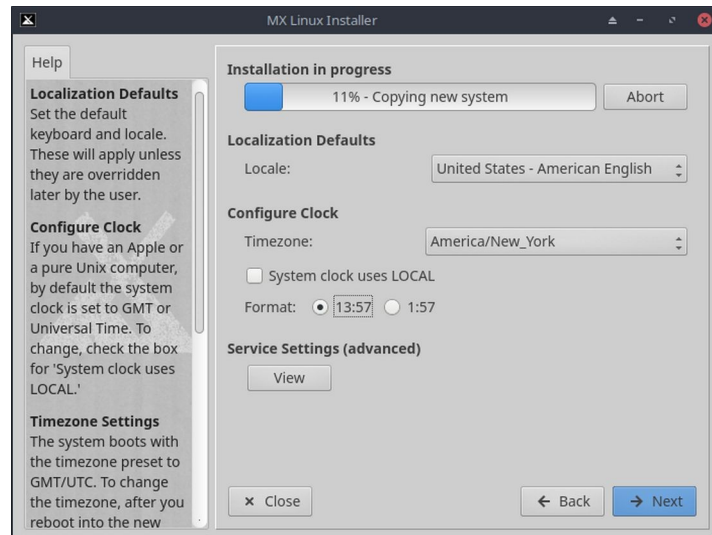 MX Linux Installer
Help
Localization Defaults
Set the default
keyboard and locale.
These will apply unless
they are overridden
later by the user.
Configure Clock
If you have an Apple or
a pure Unix computer,
by default the system
clock is set to GMT or
Universal Time. To
change, check the box
for 'System clock uses
LOCAL.'
Timezone Settings
The system boots with
the timezone preset to
GMT/UTC. To change
the timezone, after you
reboot into the new
Installation in progress
11% - Copying new system
Abort
Localization Defaults
Locale:
United States - American English
Configure Clock
Timezone:
America/New_York
System clock uses LOCAL
Format: 13:57 1:57
Service Settings (advanced)
View
Close
Back
Next